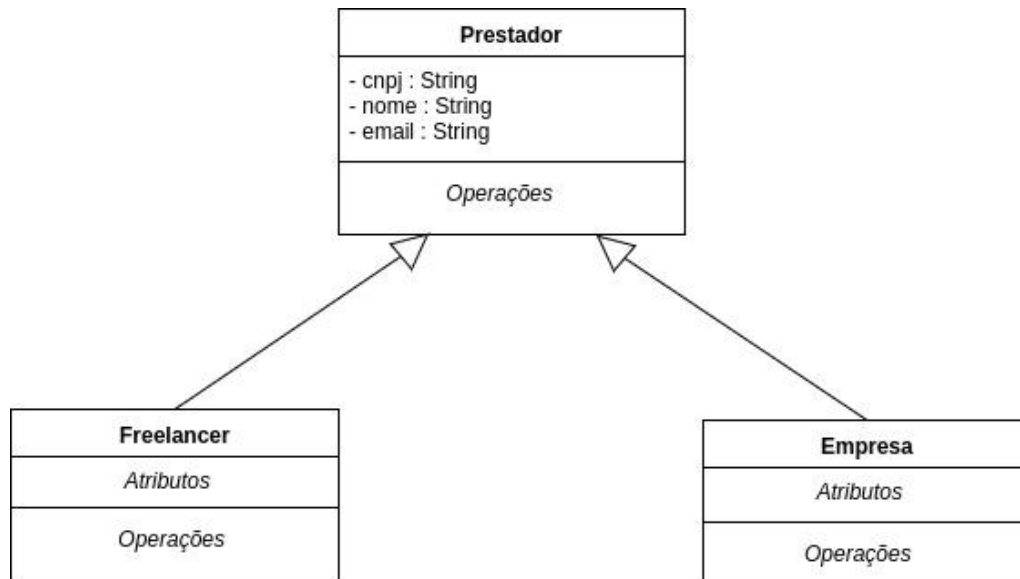 Prestador
- cnpj : String
- nome : String
- email : String
Operações
Freelancer
Atributos
Operações
Empresa
Atributos
Operações